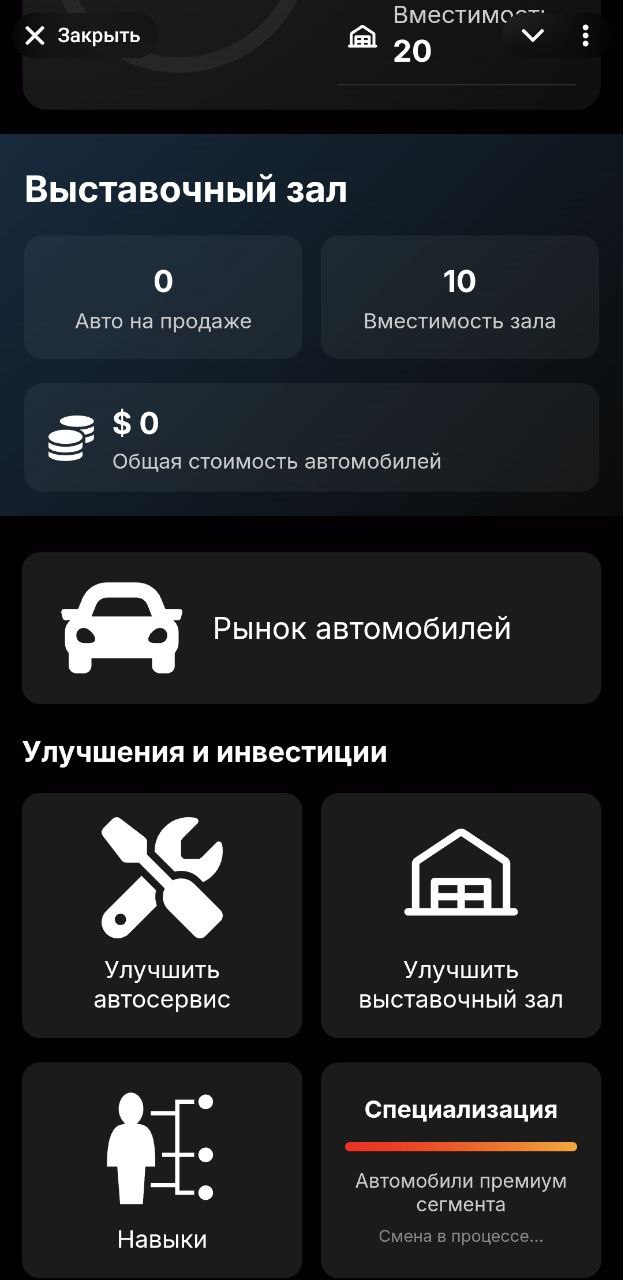 Закрыть
Вместимость
20
Выставочный зал
0
Авто на продаже
10
Вместимость зала
$ 0
Общая стоимость автомобилей
Рынок автомобилей
Улучшения и инвестиции
Улучшить
автосервис
Улучшить
выставочный зал
Навыки
Специализация
Автомобили премиум
сегмента
Смена в процессе...